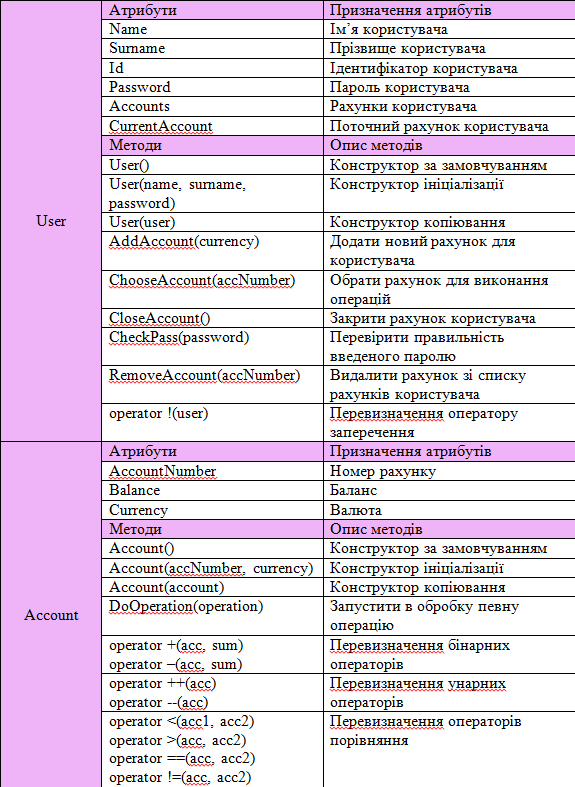 Атрибути Призначення атрибутів
Name Ім’я користувача
Surname Прізвище користувача
Id Ідентифікатор користувача
Password Пароль користувача
Accounts Рахунки користувача
CurrentAccount Поточний рахунок користувача
Методи Опис методів
User() Конструктор за замовчуванням
User(name, surname, Конструктор ініціалізації
password)
User
User(user) Конструктор копіювання
AddAccount(currency) Додати новий рахунок для
користувача
ChooseAccount(accNumber) Обрати рахунок для виконання
операцій
CloseAccount() Закрити рахунок користувача
CheckPass(password) Перевірити правильність
введеного паролю
RemoveAccount(accNumber) Видалити рахунок зі списку
рахунків користувача
operator !(user) Перевизначення оператору
заперечення
Атрибути Призначення атрибутів
AccountNumber Номер рахунку
Balance Баланс
Currency Валюта
Методи Опис методів
Account() Конструктор за замовчуванням
Account(accNumber, currency) Конструктор ініціалізації
Account(account) Конструктор копіювання
Account
DoOperation(operation) Запустити в обробку певну
операцію
operator +(acc, sum) Перевизначення бінарних
operator –(acc, sum) операторів
operator ++(acc) Перевизначення унарних
operator --(acc) операторів
operator <(acc1, acc2) Перевизначення операторів
operator >(acc, acc2) порівняння
operator ==(acc, acc2)
operator !=(acc, acc2)